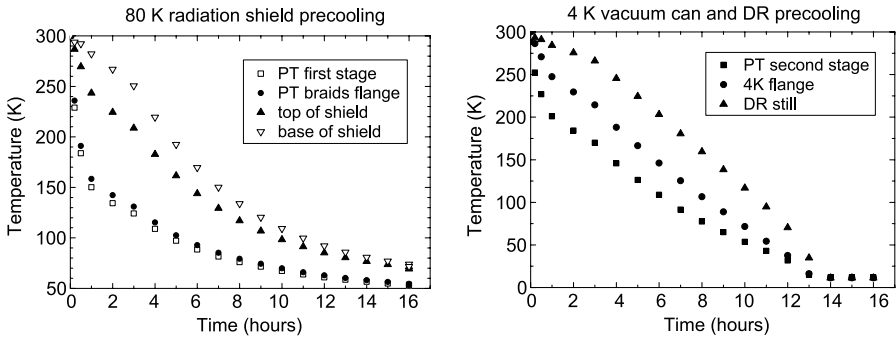 80 K radiation shield precooling
300
250
200
150
100
50
Temperature (K)
PT first stage
PT braids flange
top of shield
base of shield
0 2 4 6 8 10 12 14 16
Time (hours)
4 K vacuum can and DR precooling
300
250
200
150
100
50
0
Temperature (K)
PT second stage
4K flange
DR still
0 2 4 6 8 10 12 14 16
Time (hours)